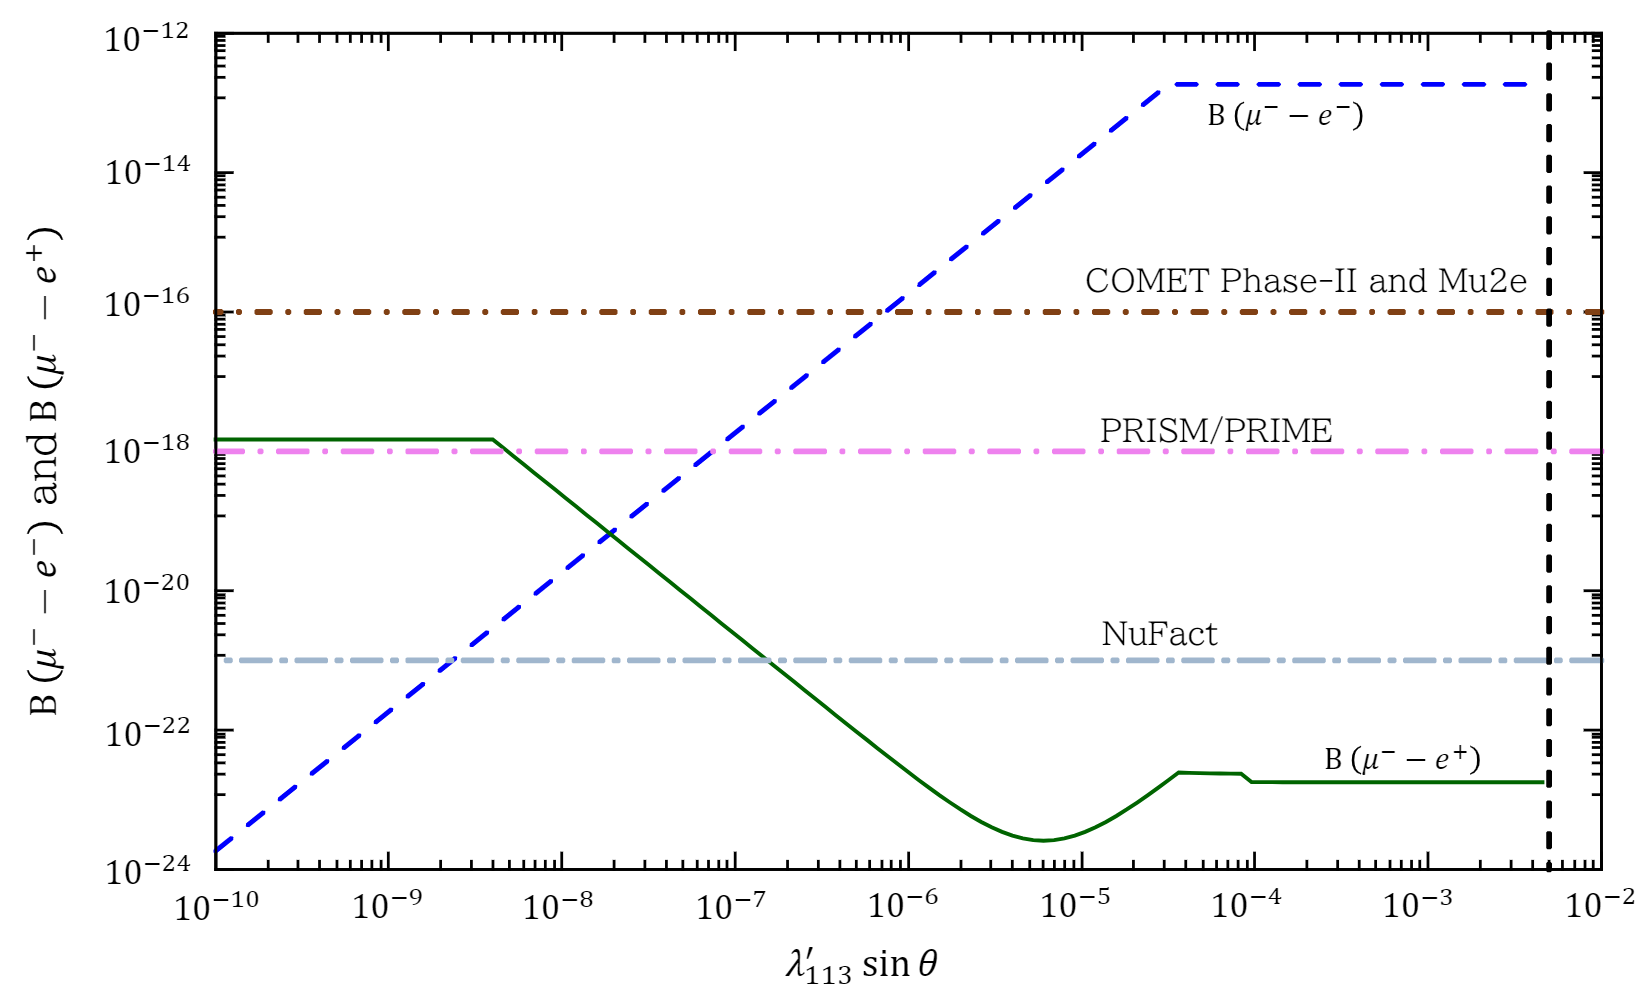 10⁻¹²
B (μ⁻ − e⁻)
10⁻¹⁴
COMET Phase-II and Mu2e
10⁻¹⁶
PRISM/PRIME
10⁻¹⁸
10⁻²⁰
NuFact
10⁻²²
B (μ⁻ − e⁺)
10⁻²⁴
B (μ⁻ − e⁻) and B (μ⁻ − e⁺)
10⁻¹⁰ 10⁻⁹ 10⁻⁸ 10⁻⁷ 10⁻⁶ 10⁻⁵ 10⁻⁴ 10⁻³ 10⁻²
λ′₁₁₃ sin θ